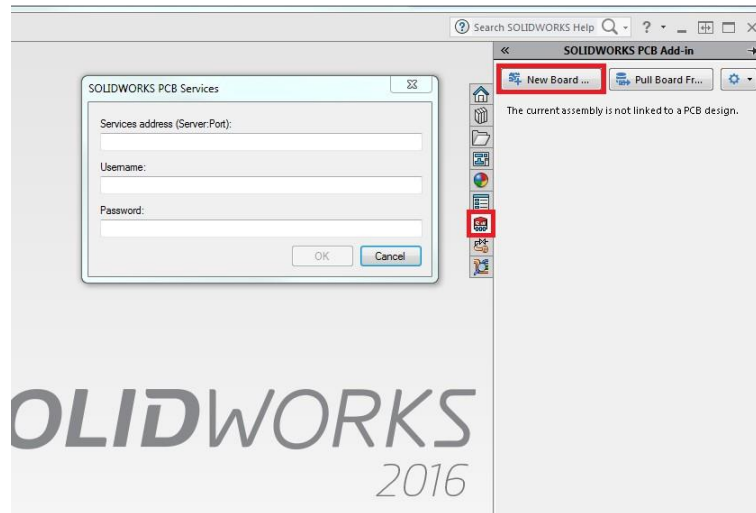 Search SOLIDWORKS Help
SOLIDWORKS PCB Add-in
New Board ...
Pull Board Fr...
The current assembly is not linked to a PCB design.
SOLIDWORKS PCB Services
Services address (Server:Port):
Username:
Password:
OK
Cancel
OLIDWORKS
2016